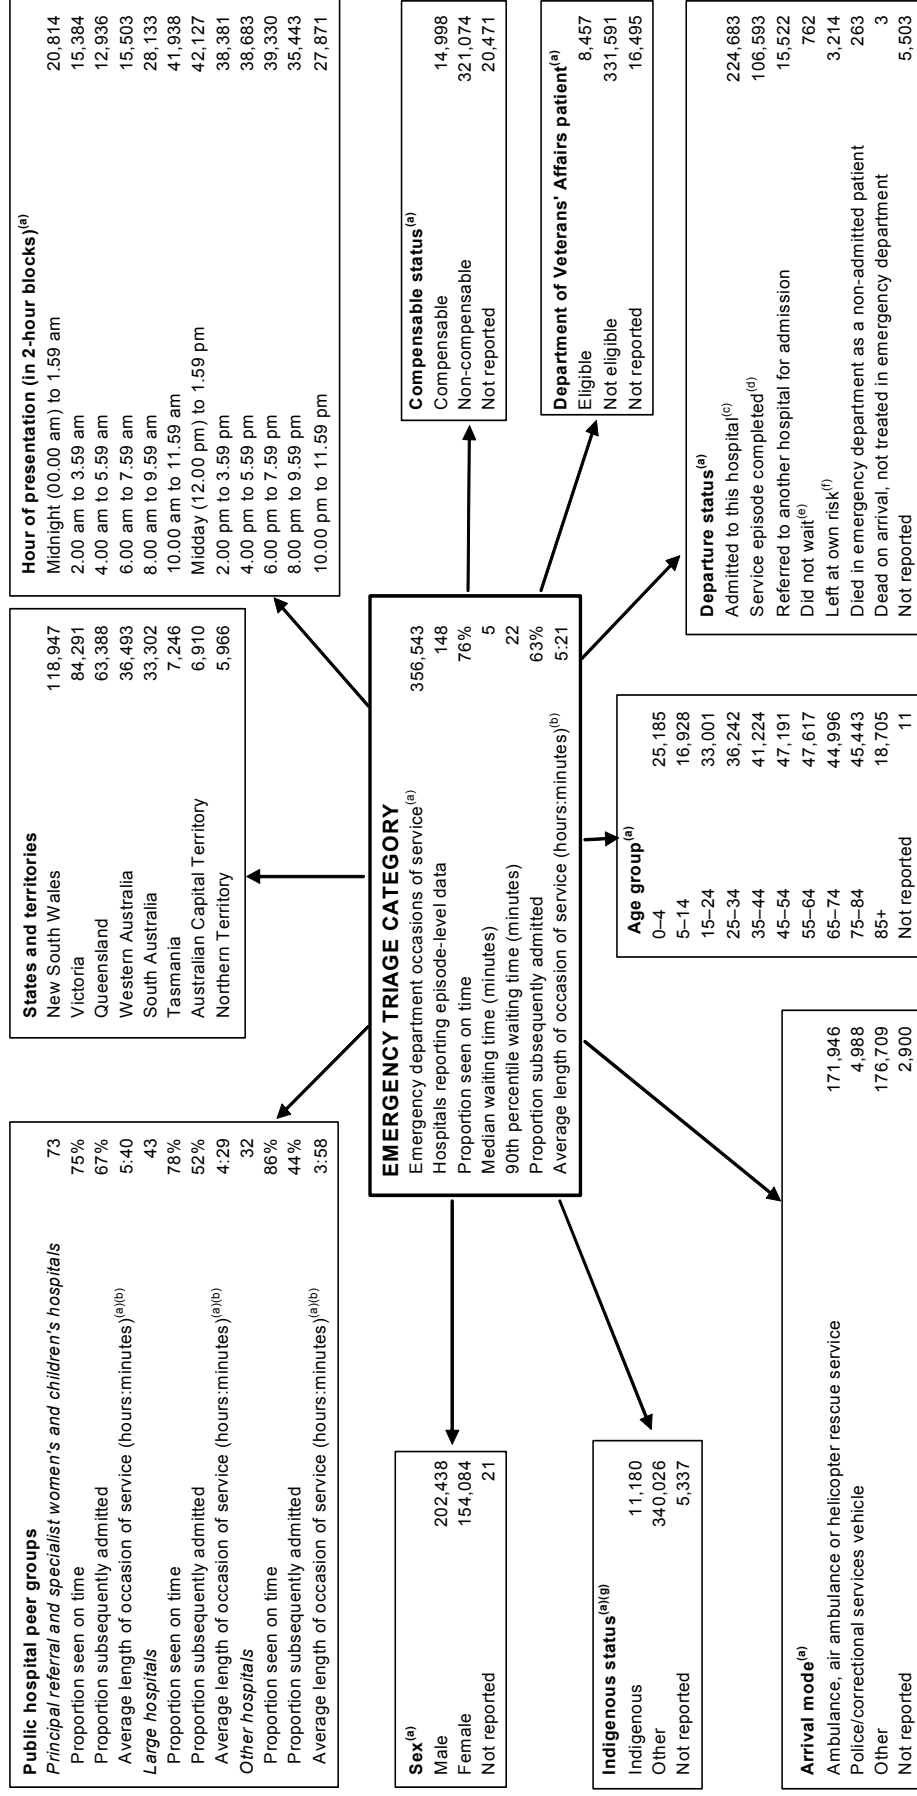 Public hospital peer groups
Principal referral and specialist women's and children's hospitals 73
Proportion seen on time 75%
Proportion subsequently admitted 67%
Average length of occasion of service (hours:minutes)(a)(b) 5:40
Large hospitals 43
Proportion seen on time 78%
Proportion subsequently admitted 52%
Average length of occasion of service (hours:minutes)(a)(b) 4:29
Other hospitals 32
Proportion seen on time 86%
Proportion subsequently admitted 44%
Average length of occasion of service (hours:minutes)(a)(b) 3:58
States and territories
New South Wales 118,947
Victoria 84,291
Queensland 63,388
Western Australia 36,493
South Australia 33,302
Tasmania 7,246
Australian Capital Territory 6,910
Northern Territory 5,966
Hour of presentation (in 2-hour blocks)(a)
Midnight (00.00 am) to 1.59 am 20,814
2.00 am to 3.59 am 15,384
4.00 am to 5.59 am 12,936
6.00 am to 7.59 am 15,503
8.00 am to 9.59 am 28,133
10.00 am to 11.59 am 41,938
Midday (12.00 pm) to 1.59 pm 42,127
2.00 pm to 3.59 pm 38,381
4.00 pm to 5.59 pm 38,683
6.00 pm to 7.59 pm 39,330
8.00 pm to 9.59 pm 35,443
10.00 pm to 11.59 pm 27,871
Sex(a)
Male 202,438
Female 154,084
Not reported 21
EMERGENCY TRIAGE CATEGORY
Emergency department occasions of service(a) 356,543
Hospitals reporting episode-level data 148
Proportion seen on time 76%
Median waiting time (minutes) 5
90th percentile waiting time (minutes) 22
Proportion subsequently admitted 63%
Average length of occasion of service (hours:minutes)(b) 5:21
Compensable status(a)
Compensable 14,998
Non-compensable 321,074
Not reported 20,471
Department of Veterans' Affairs patient(a)
Eligible 8,457
Not eligible 331,591
Not reported 16,495
Indigenous status(a)(g)
Indigenous 11,180
Other 340,026
Not reported 5,337
Arrival mode(a)
Ambulance, air ambulance or helicopter rescue service 171,946
Police/correctional services vehicle 4,988
Other 176,709
Not reported 2,900
Age group(a)
0–4 25,185
5–14 16,928
15–24 33,001
25–34 36,242
35–44 41,224
45–54 47,191
55–64 47,617
65–74 44,996
75–84 45,443
85+ 18,705
Not reported 11
Departure status(a)
Admitted to this hospital(c) 224,683
Service episode completed(d) 106,593
Referred to another hospital for admission 15,522
Did not wait(e) 762
Left at own risk(f) 3,214
Died in emergency department as a non-admitted patient 263
Dead on arrival, not treated in emergency department 3
Not reported 5,503